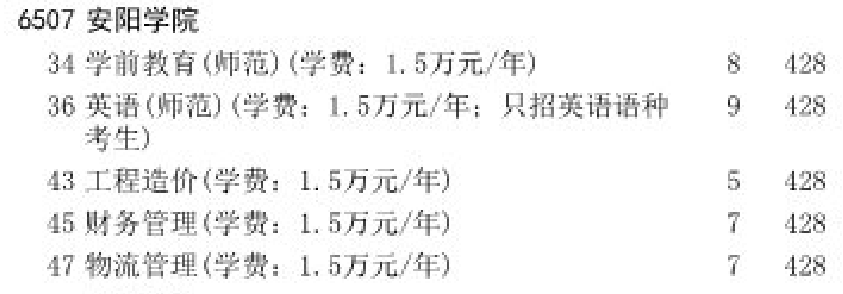 6507 安阳学院
34 学前教育(师范)(学费：1.5万元/年) 8 428
36 英语(师范)(学费：1.5万元/年；只招英语语种 9 428
考生)
43 工程造价(学费：1.5万元/年) 5 428
45 财务管理(学费：1.5万元/年) 7 428
47 物流管理(学费：1.5万元/年) 7 428